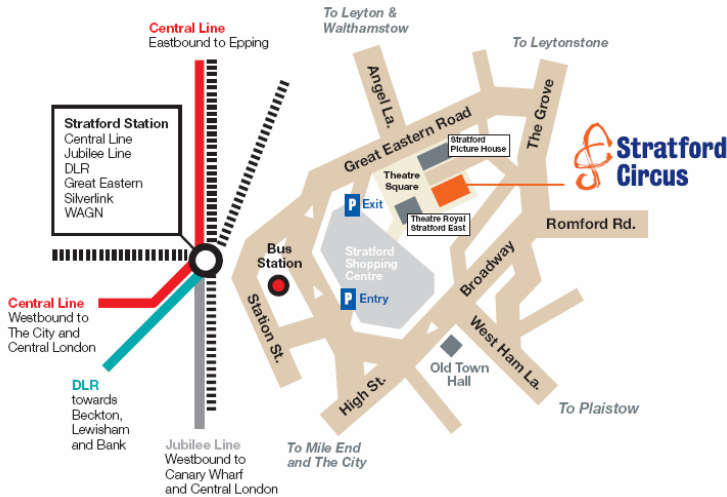 To Leyton &
Walthamstow
Central Line
Eastbound to Epping
To Leytonstone
Angel La.
Great Eastern Road
The Grove
Stratford Station
Central Line
Jubilee Line
DLR
Great Eastern
Silverlink
WAGN
Stratford
Picture House
Stratford
Circus
Theatre
Square
P Exit
Theatre Royal
Stratford East
Romford Rd.
Bus
Station
Stratford
Shopping
Centre
Broadway
P Entry
Station St.
Central Line
Westbound to
The City and
Central London
West Ham La.
Old Town
Hall
High St.
DLR
towards
Beckton,
Lewisham
and Bank
To Plaistow
Jubilee Line
Westbound to
Canary Wharf
and Central London
To Mile End
and The City